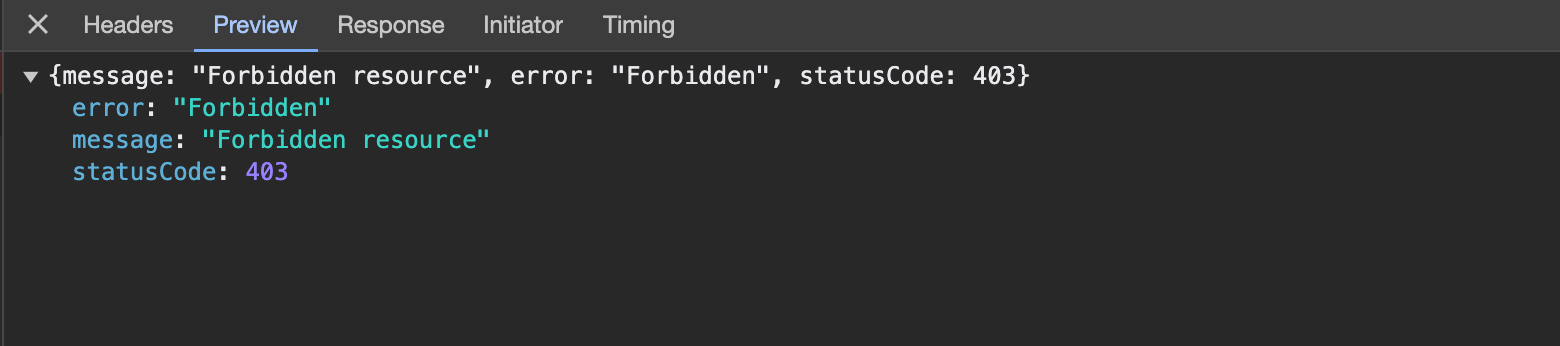 Headers Preview Response Initiator Timing
{message: "Forbidden resource", error: "Forbidden", statusCode: 403}
error: "Forbidden"
message: "Forbidden resource"
statusCode: 403